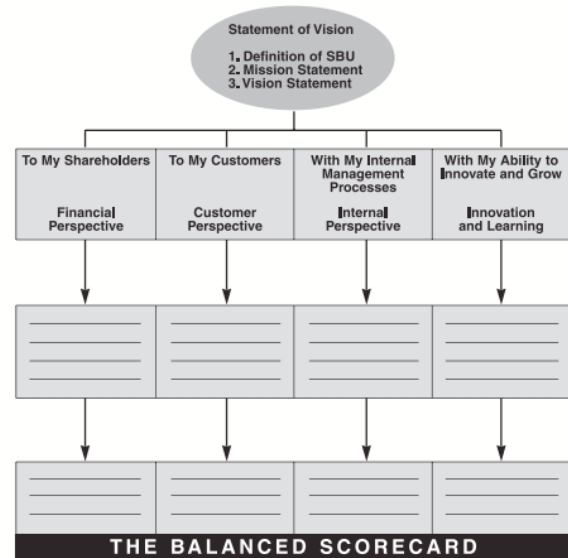 Statement of Vision
1. Definition of SBU
2. Mission Statement
3. Vision Statement
To My Shareholders
Financial
Perspective
To My Customers
Customer
Perspective
With My Internal
Management
Processes
Internal
Perspective
With My Ability to
Innovate and Grow
Innovation
and Learning
THE BALANCED SCORECARD